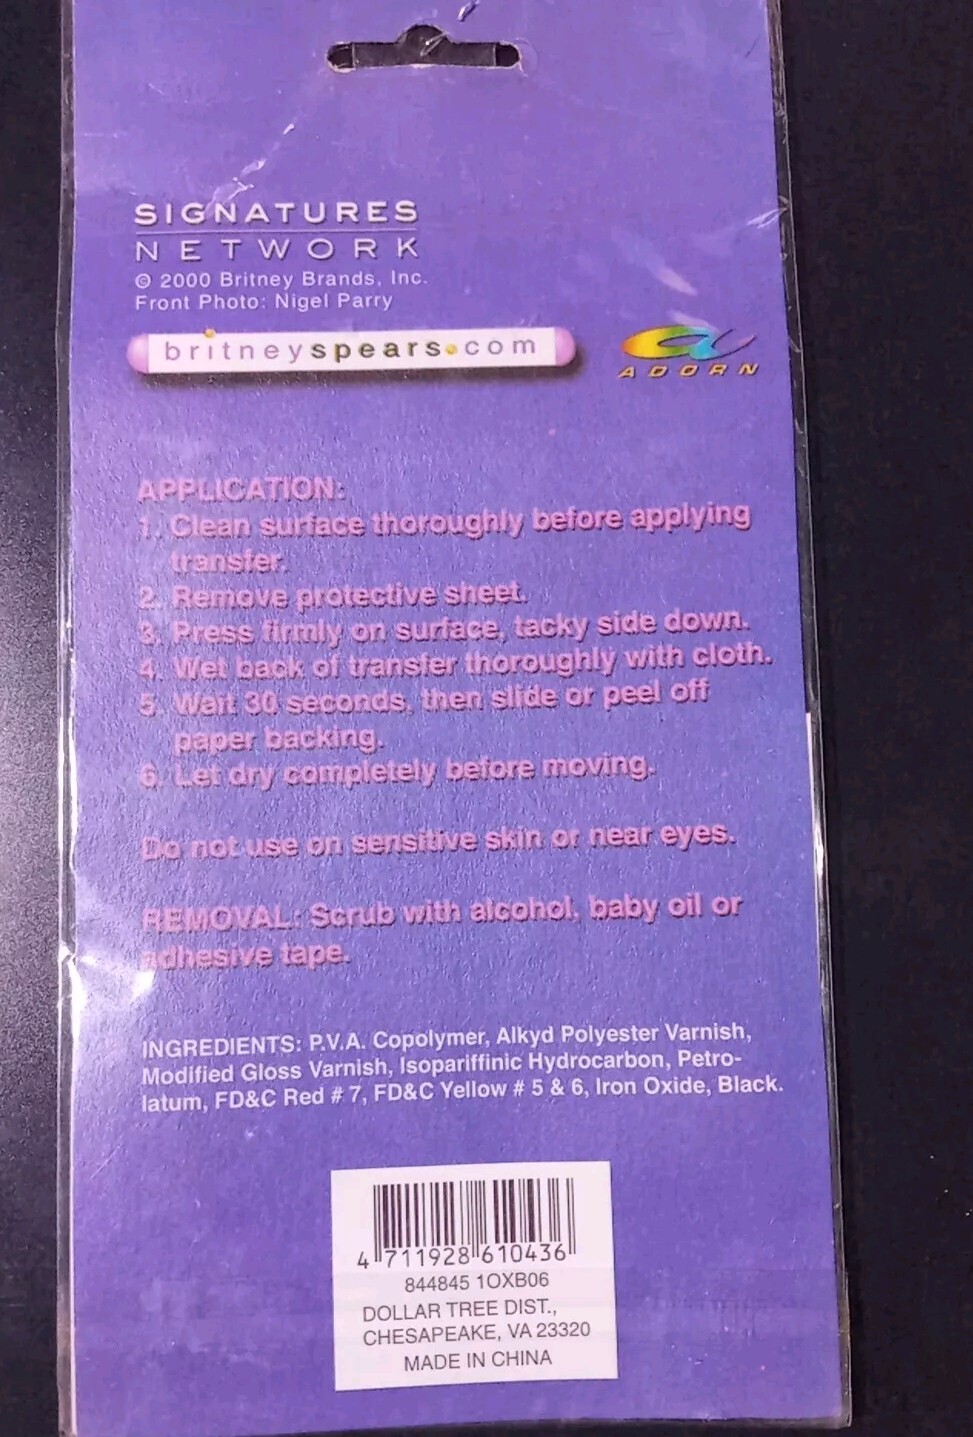 SIGNATURES
NETWORK
© 2000 Britney Brands, Inc.
Front Photo: Nigel Parry
britneyspears.com
ADORN
APPLICATION:
1. Clean surface thoroughly before applying
transfer.
2. Remove protective sheet.
3. Press firmly on surface, tacky side down.
4. Wet back of transfer thoroughly with cloth.
5. Wait 30 seconds, then slide or peel off
paper backing.
6. Let dry completely before moving.
Do not use on sensitive skin or near eyes.
REMOVAL: Scrub with alcohol, baby oil or
adhesive tape.
INGREDIENTS: P.V.A. Copolymer, Alkyd Polyester Varnish,
Modified Gloss Varnish, Isopariffinic Hydrocarbon, Petro-
latum, FD&C Red # 7, FD&C Yellow # 5 & 6, Iron Oxide, Black.
4 711928 610436
844845 1OXB06
DOLLAR TREE DIST.,
CHESAPEAKE, VA 23320
MADE IN CHINA